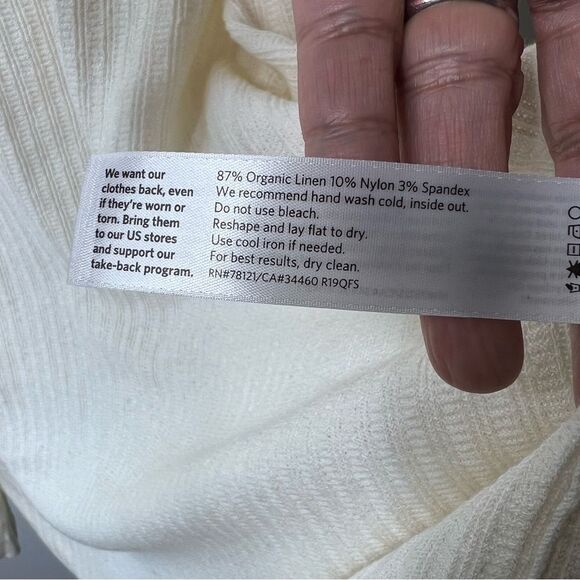 We want our
clothes back, even
if they're worn or
torn. Bring them
to our US stores
and support our
take-back program.
87% Organic Linen 10% Nylon 3% Spandex
We recommend hand wash cold, inside out.
Do not use bleach.
Reshape and lay flat to dry.
Use cool iron if needed.
For best results, dry clean.
RN#78121/CA#34460 R19QFS